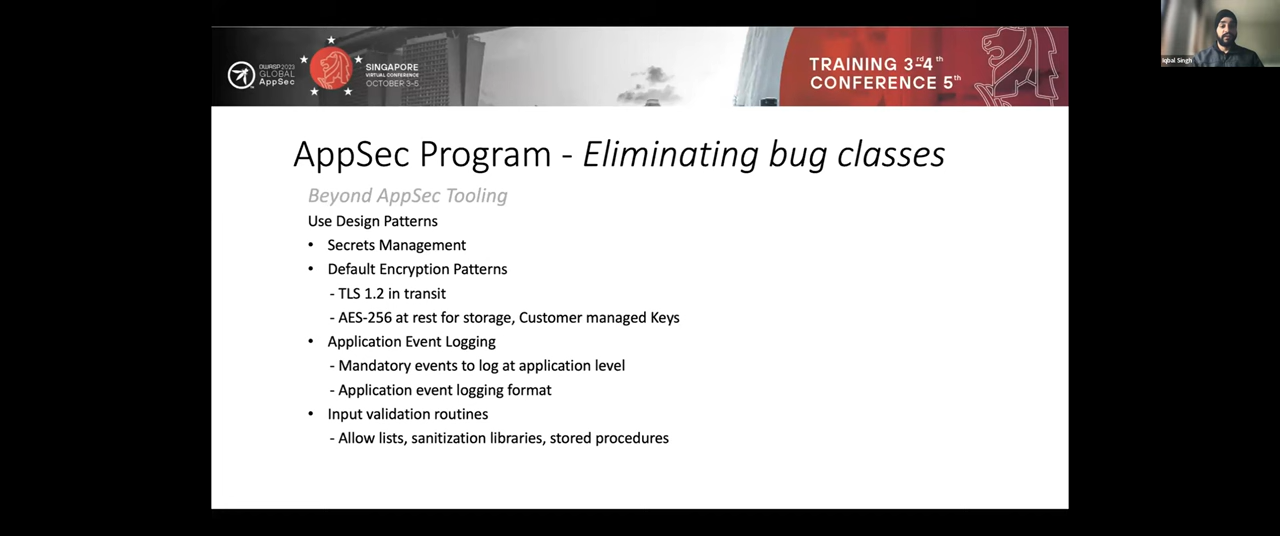 OWASP 2023
GLOBAL
AppSec
SINGAPORE
VIRTUAL CONFERENCE
OCTOBER 3-5
TRAINING 3rd-4th
CONFERENCE 5th
Iqbal Singh
AppSec Program - Eliminating bug classes
Beyond AppSec Tooling
Use Design Patterns
• Secrets Management
• Default Encryption Patterns
- TLS 1.2 in transit
- AES-256 at rest for storage, Customer managed Keys
• Application Event Logging
- Mandatory events to log at application level
- Application event logging format
• Input validation routines
- Allow lists, sanitization libraries, stored procedures